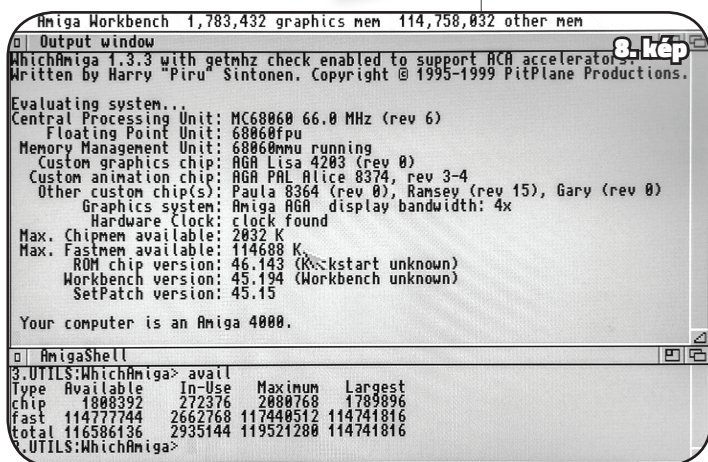 Amiga Workbench 1,783,432 graphics mem 114,758,032 other mem
Output window
8. kép
WhichAmiga 1.3.3 with getmhz check enabled to support ACA accelerators.
Written by Harry "Piru" Sintonen. Copyright © 1995-1999 PitPlane Productions.
Evaluating system...
Central Processing Unit: MC68060 66.0 MHz (rev 6)
Floating Point Unit: 68060fpu
Memory Management Unit: 68060mmu running
Custom graphics chip: AGA Lisa 4203 (rev 0)
Custom animation chip: AGA PAL Alice 8374, rev 3-4
Other custom chip(s): Paula 8364 (rev 0), Ramsey (rev 15), Gary (rev 0)
Graphics system: Amiga AGA display bandwidth: 4x
Hardware Clock: clock found
Max. Chipmem available: 2032 K
Max. Fastmem available: 114688 K
ROM chip version: 46.143 (Kickstart unknown)
Workbench version: 45.194 (Workbench unknown)
SetPatch version: 45.15
Your computer is an Amiga 4000.
AmigaShell
3.UTILS:WhichAmiga> avail
Type Available In-Use Maximum Largest
chip 1808392 272376 2080768 1789896
fast 114777744 2662768 117440512 114741816
total 116586136 2935144 119521280 114741816
3.UTILS:WhichAmiga>